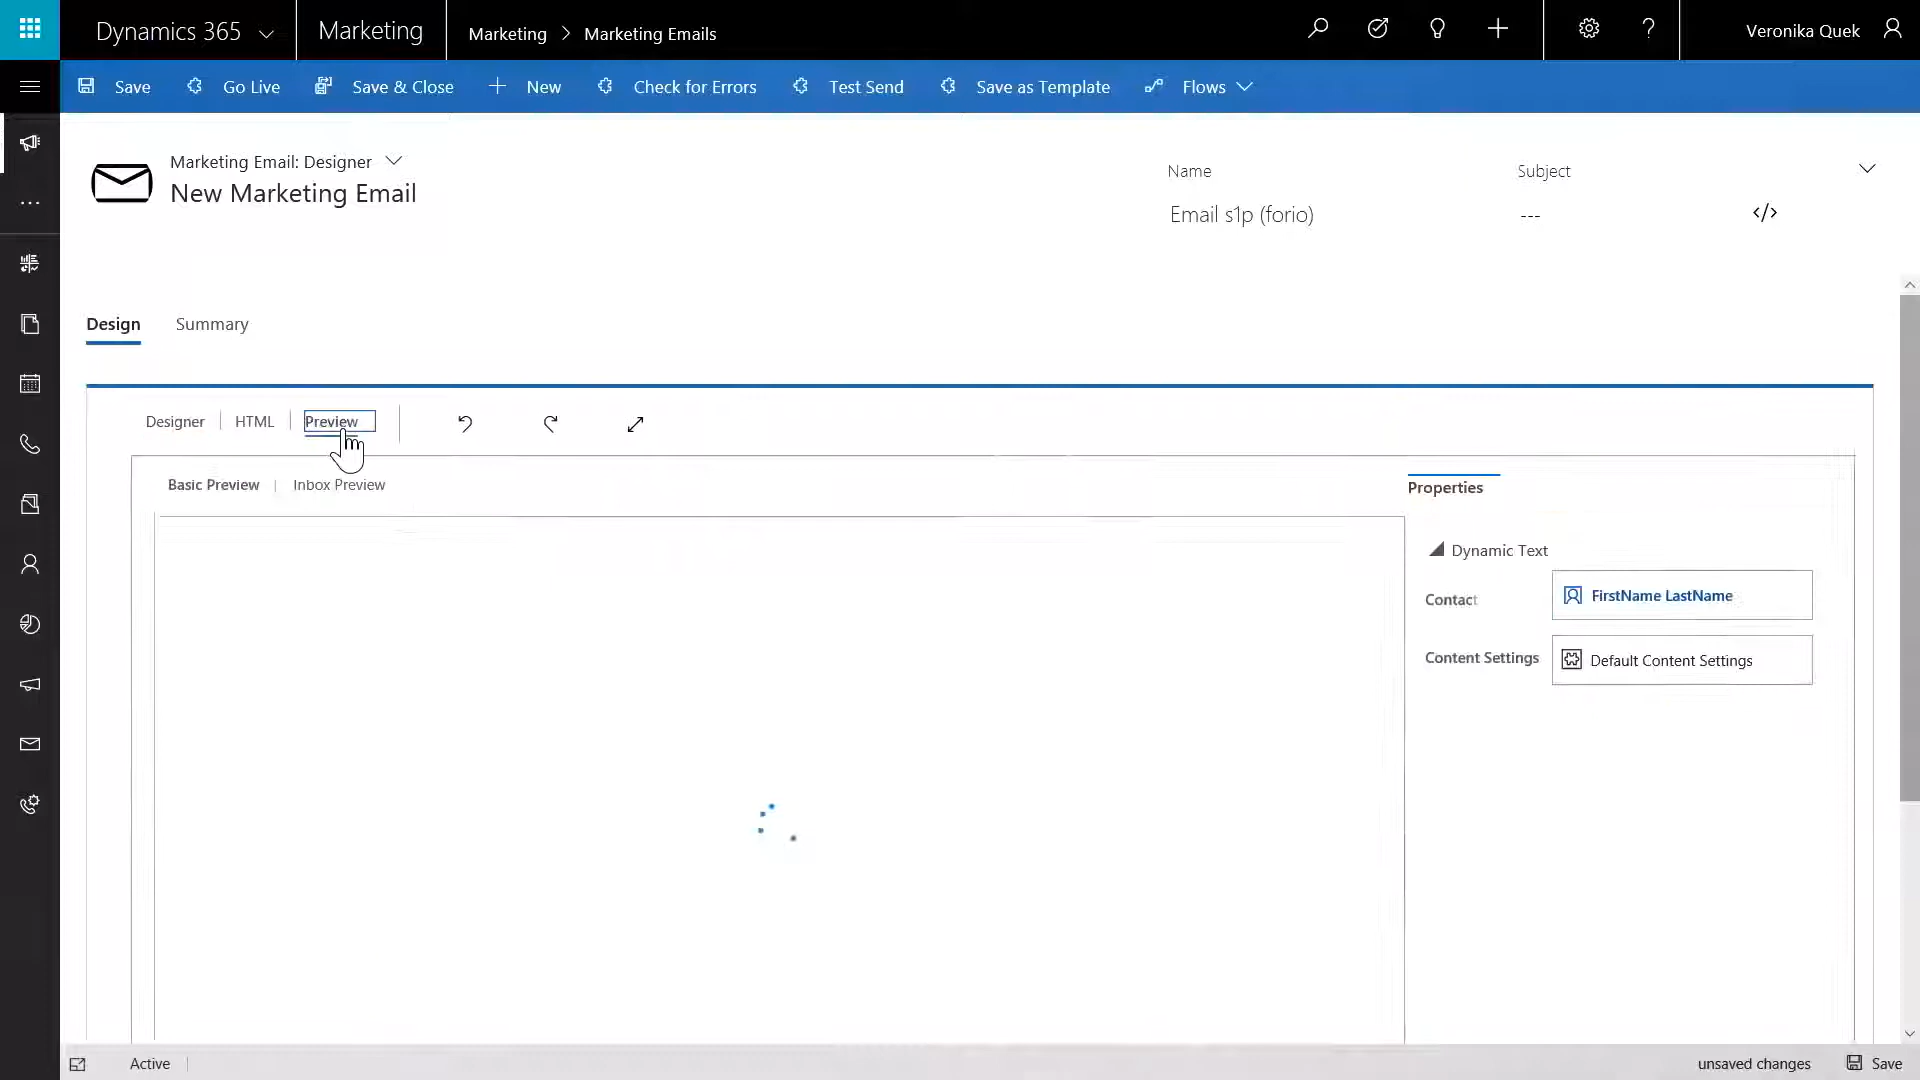 Dynamics 365
Marketing
Marketing > Marketing Emails
Veronika Quek
Save
Go Live
Save & Close
New
Check for Errors
Test Send
Save as Template
Flows
Marketing Email: Designer
New Marketing Email
Name
Subject
Email s1p (forio)
---
</>
Design
Summary
Designer
HTML
Preview
Basic Preview
Inbox Preview
Properties
Dynamic Text
Contact
FirstName LastName
Content Settings
Default Content Settings
Active
unsaved changes
Save